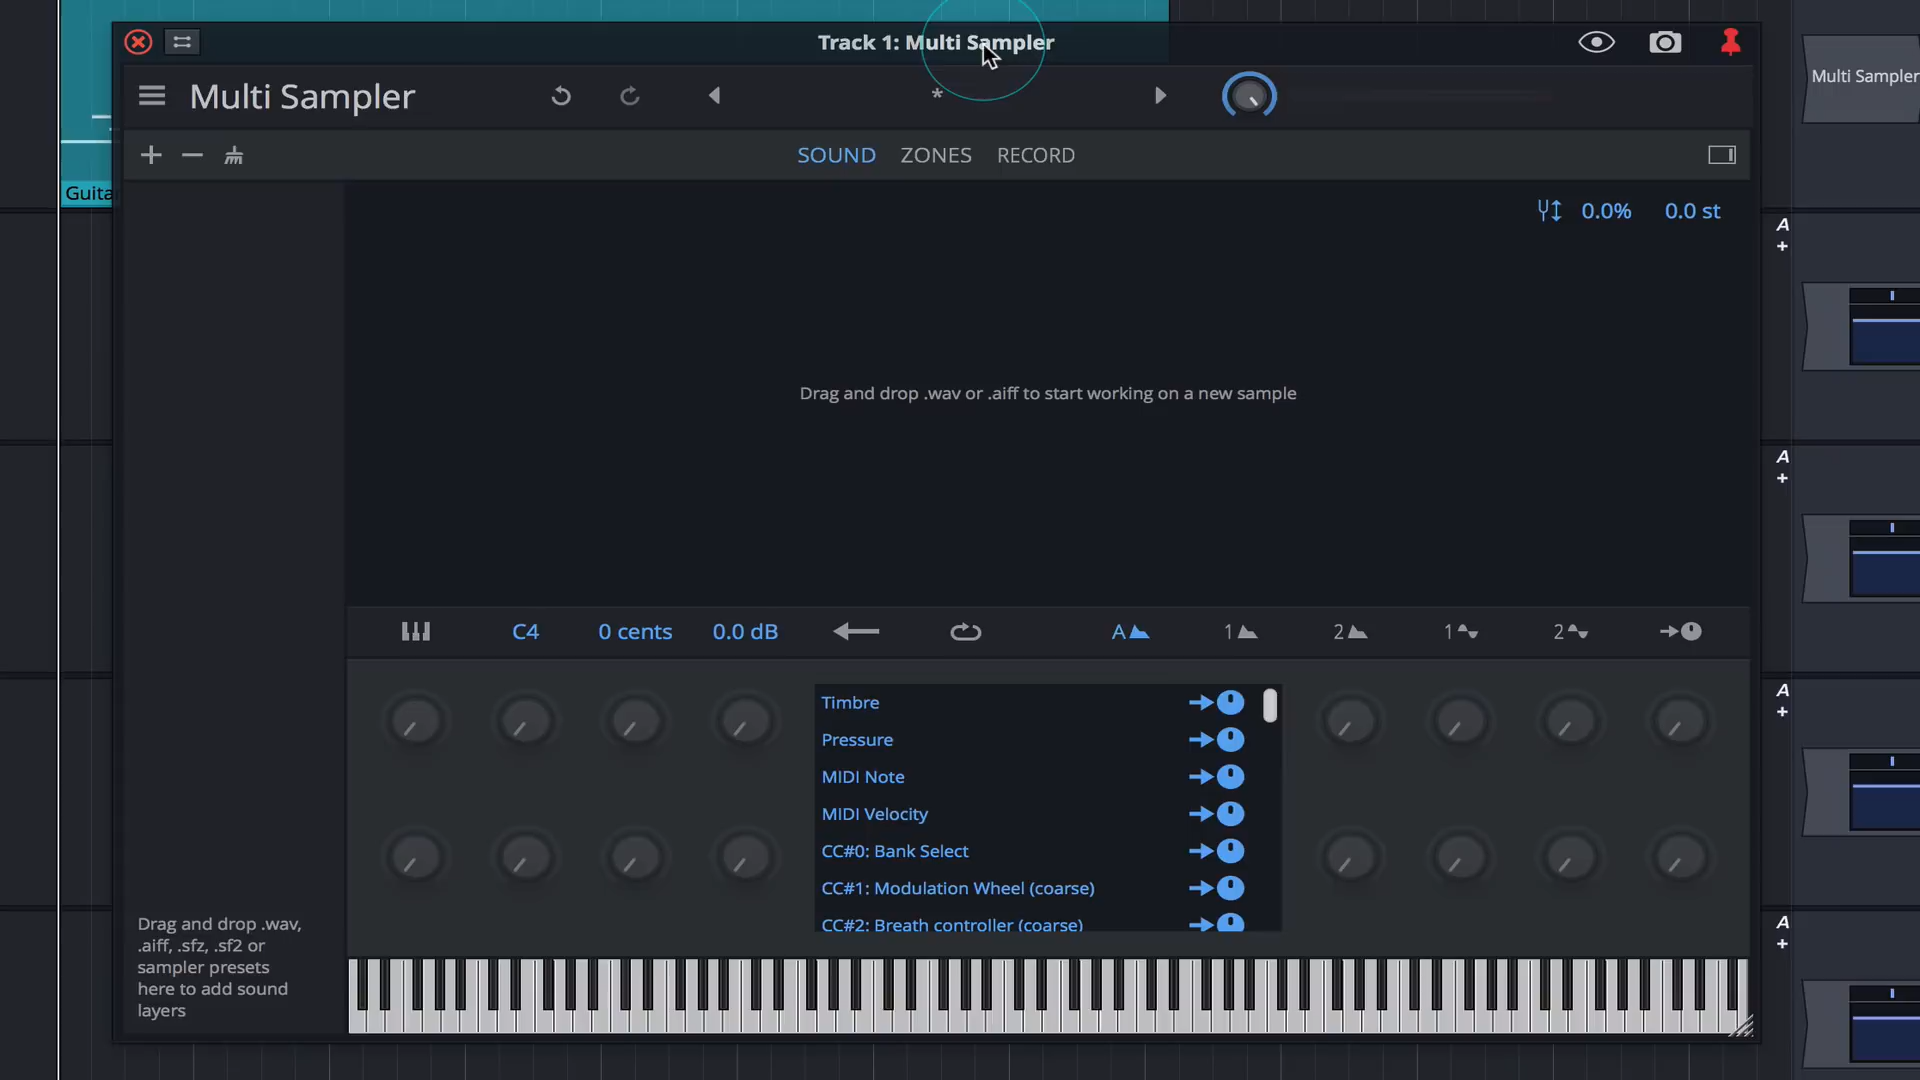 Track 1: Multi Sampler
Multi Sampler
*
Multi Sampler
SOUND ZONES RECORD
Guita
0.0% 0.0 st
A
+
Drag and drop .wav or .aiff to start working on a new sample
A
+
C4 0 cents 0.0 dB A 1 2 1 2
Timbre
Pressure
MIDI Note
MIDI Velocity
CC#0: Bank Select
CC#1: Modulation Wheel (coarse)
CC#2: Breath controller (coarse)
A
+
A
+
Drag and drop .wav,
.aiff, .sfz, .sf2 or
sampler presets
here to add sound
layers